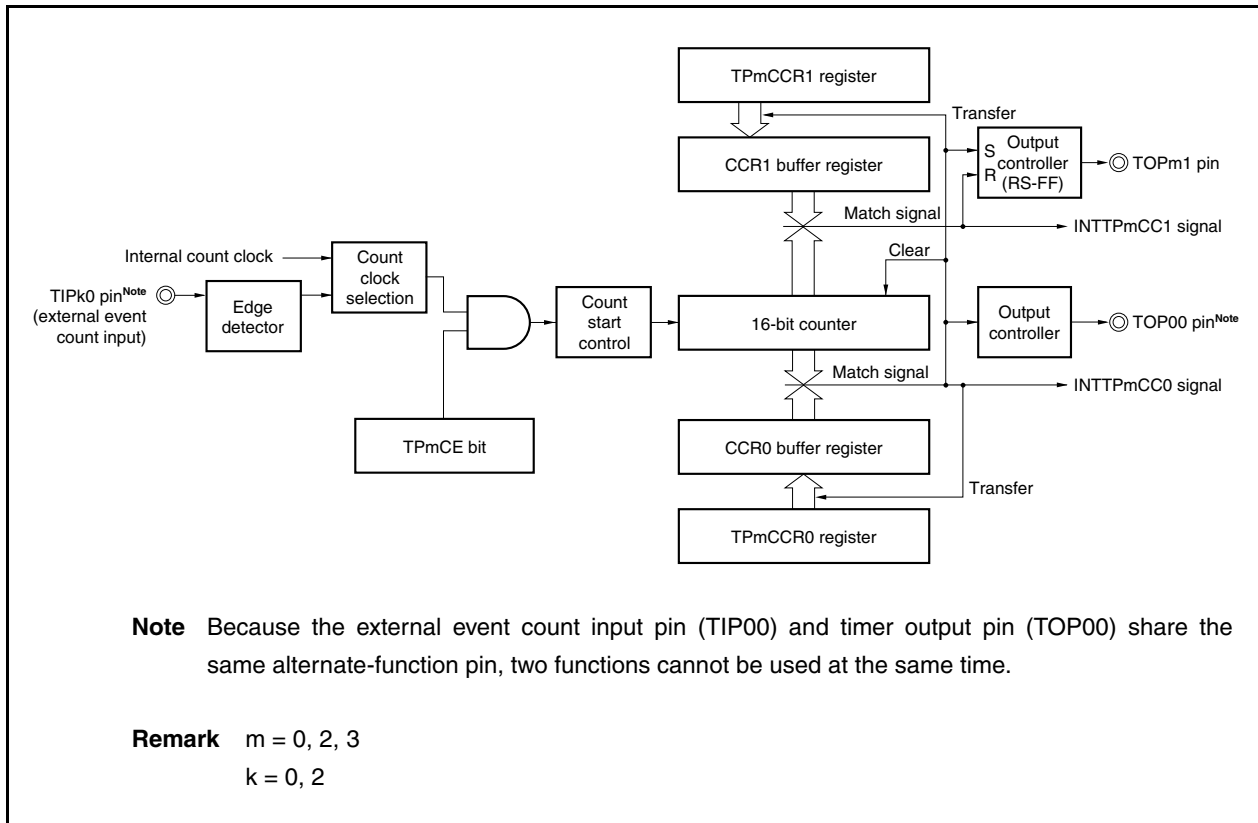 TPmCCR1 register
Transfer
CCR1 buffer register
S
R
Output
controller
(RS-FF)
TOPm1 pin
Match signal
INTTPmCC1 signal
Internal count clock
Count
clock
selection
Clear
TIPk0 pinNote
(external event
count input)
Edge
detector
Count
start
control
16-bit counter
Output
controller
TOP00 pinNote
Match signal
INTTPmCC0 signal
TPmCE bit
CCR0 buffer register
Transfer
TPmCCR0 register
Note Because the external event count input pin (TIP00) and timer output pin (TOP00) share the
same alternate-function pin, two functions cannot be used at the same time.
Remark m = 0, 2, 3
k = 0, 2